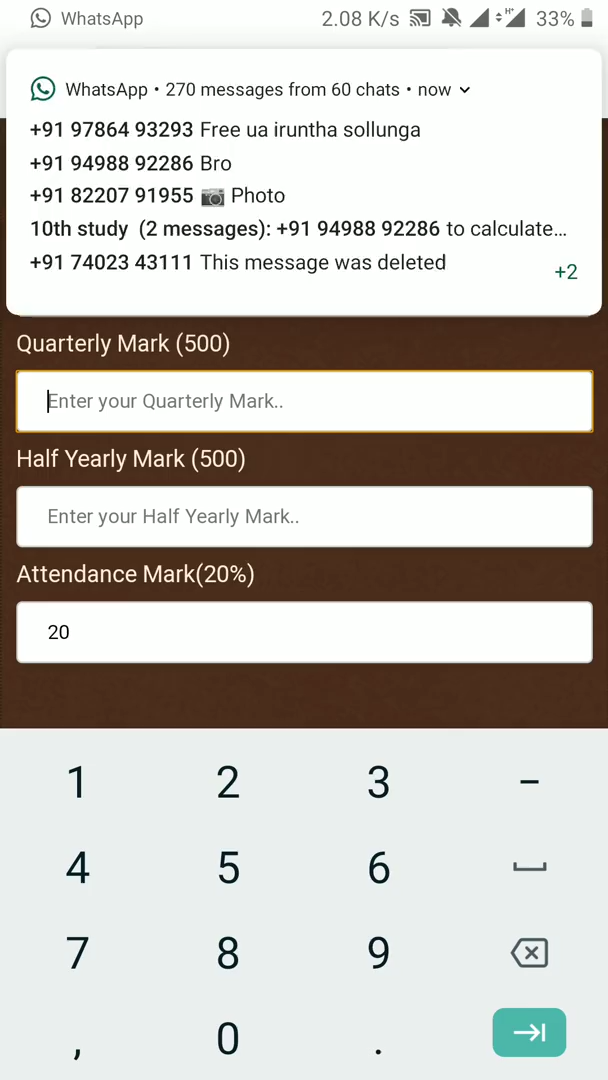 WhatsApp 2.08 K/s H+ 33%
WhatsApp • 270 messages from 60 chats • now
+91 97864 93293 Free ua iruntha sollunga
+91 94988 92286 Bro
+91 82207 91955 📷 Photo
10th study (2 messages): +91 94988 92286 to calculate...
+91 74023 43111 This message was deleted
+2
Quarterly Mark (500)
Enter your Quarterly Mark..
Half Yearly Mark (500)
Enter your Half Yearly Mark..
Attendance Mark(20%)
20
1 2 3 -
4 5 6
7 8 9
, 0 .